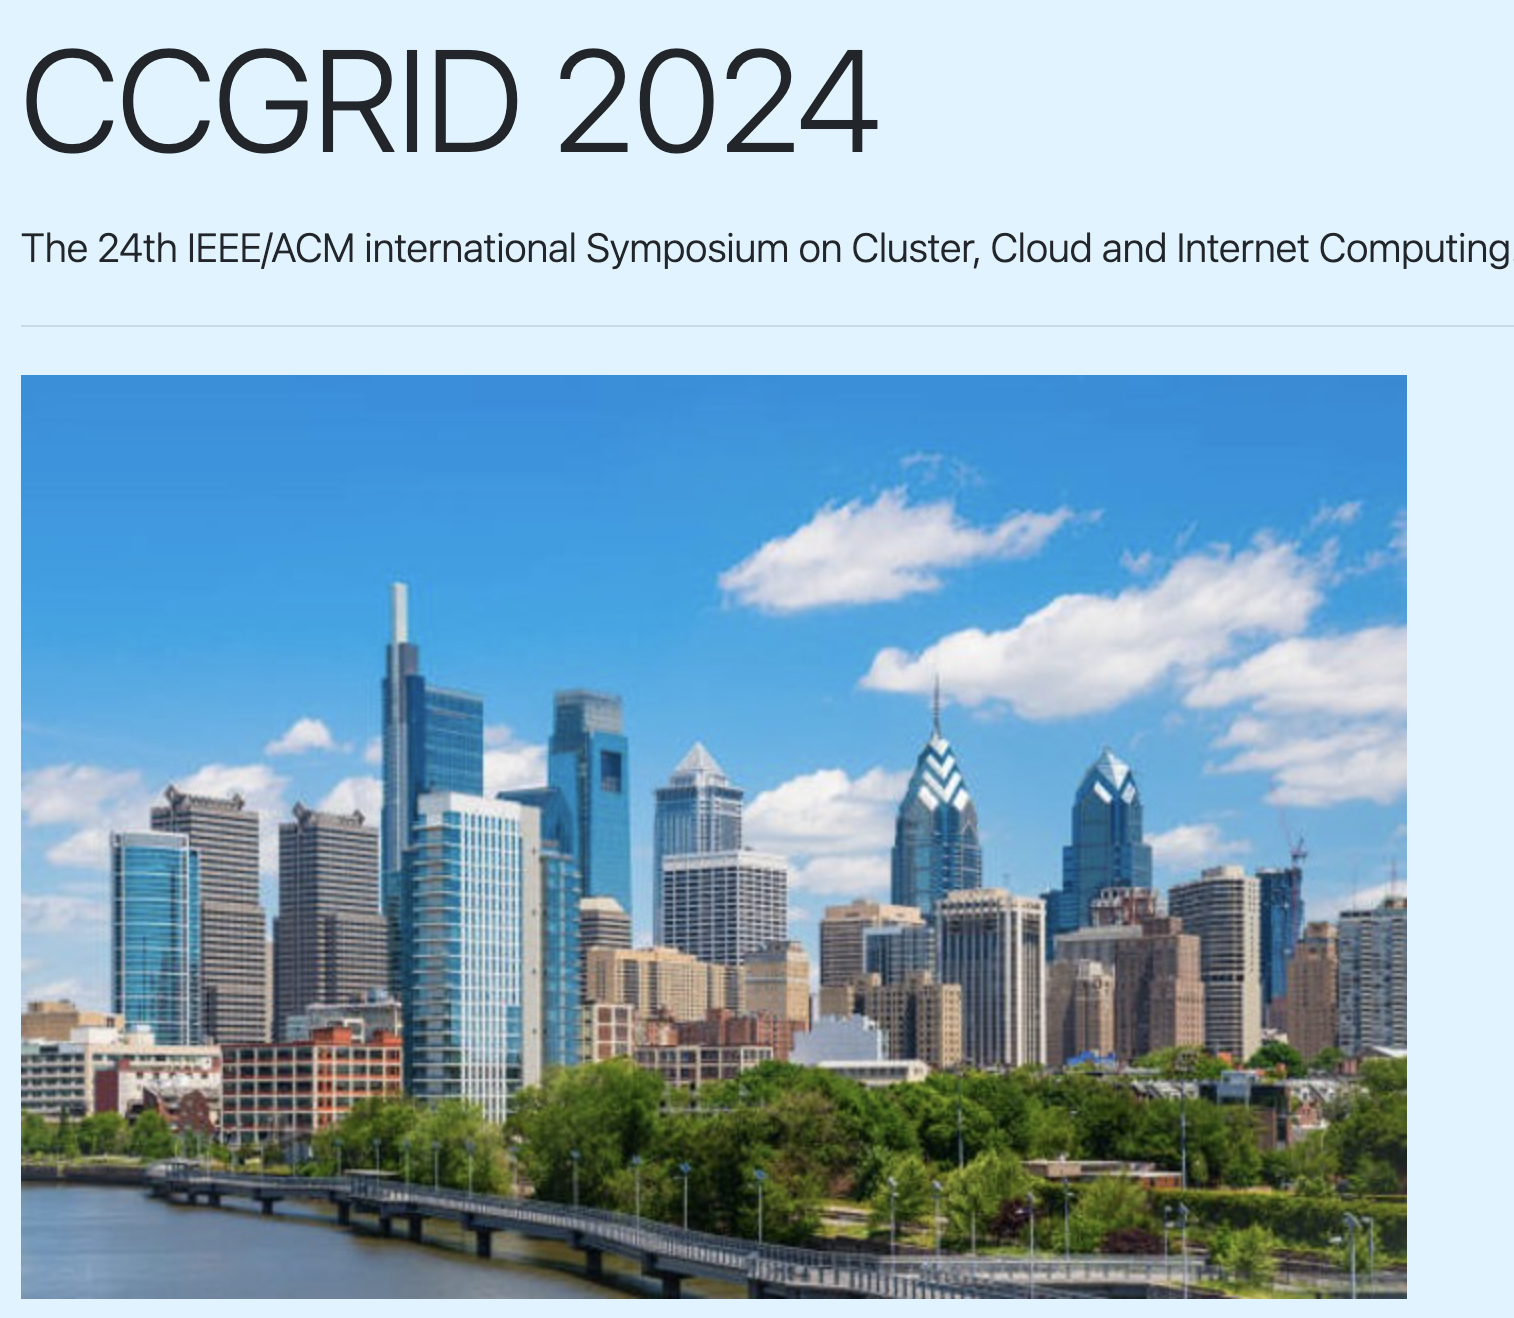 CCGRID 2024
The 24th IEEE/ACM international Symposium on Cluster, Cloud and Internet Computing.